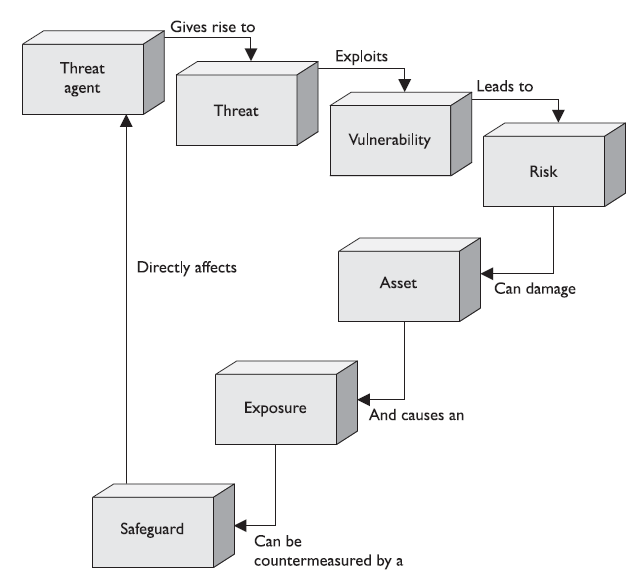 Gives rise to
Threat
agent
Exploits
Threat
Leads to
Vulnerability
Risk
Directly affects
Asset
Can damage
Exposure
And causes an
Safeguard
Can be
countermeasured by a